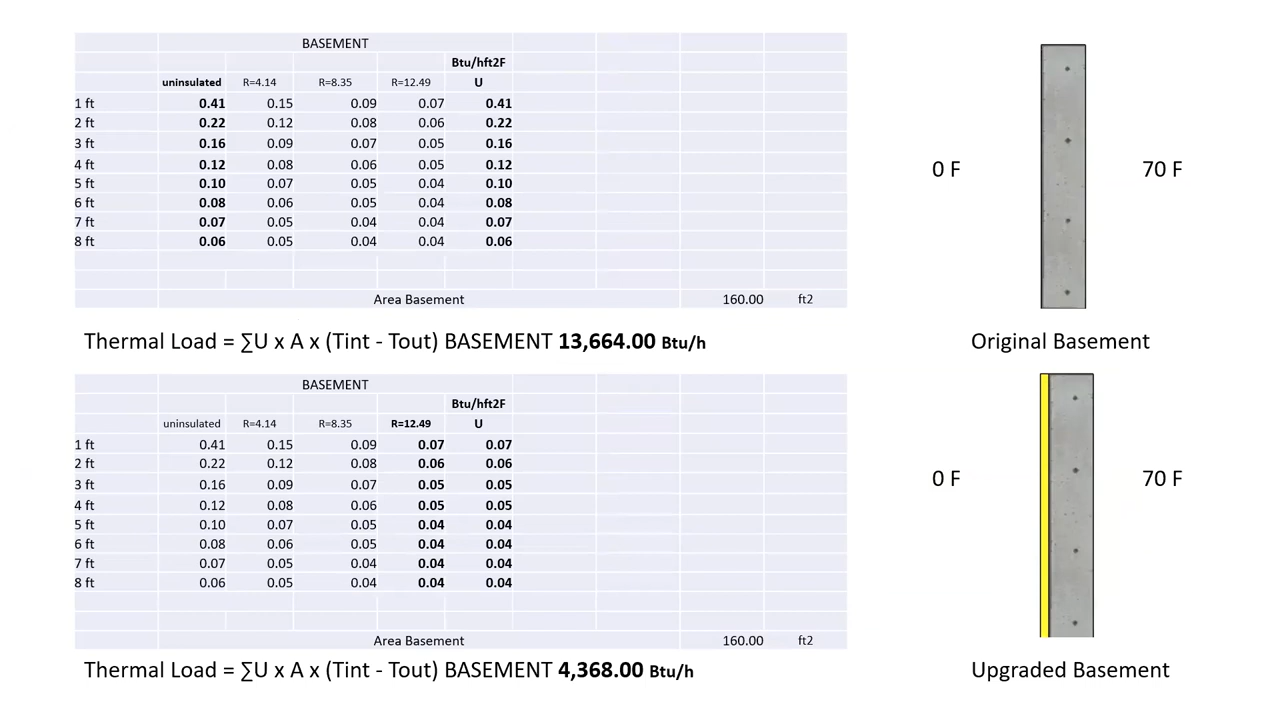 BASEMENT
Btu/hft2F
uninsulated R=4.14 R=8.35 R=12.49 U
1 ft 0.41 0.15 0.09 0.07 0.41
2 ft 0.22 0.12 0.08 0.06 0.22
3 ft 0.16 0.09 0.07 0.05 0.16
4 ft 0.12 0.08 0.06 0.05 0.12
5 ft 0.10 0.07 0.05 0.04 0.10
6 ft 0.08 0.06 0.05 0.04 0.08
7 ft 0.07 0.05 0.04 0.04 0.07
8 ft 0.06 0.05 0.04 0.04 0.06
Area Basement 160.00 ft2
Thermal Load = ∑U x A x (Tint - Tout) BASEMENT 13,664.00 Btu/h
0 F 70 F
Original Basement
BASEMENT
Btu/hft2F
uninsulated R=4.14 R=8.35 R=12.49 U
1 ft 0.41 0.15 0.09 0.07 0.07
2 ft 0.22 0.12 0.08 0.06 0.06
3 ft 0.16 0.09 0.07 0.05 0.05
4 ft 0.12 0.08 0.06 0.05 0.05
5 ft 0.10 0.07 0.05 0.04 0.04
6 ft 0.08 0.06 0.05 0.04 0.04
7 ft 0.07 0.05 0.04 0.04 0.04
8 ft 0.06 0.05 0.04 0.04 0.04
Area Basement 160.00 ft2
Thermal Load = ∑U x A x (Tint - Tout) BASEMENT 4,368.00 Btu/h
0 F 70 F
Upgraded Basement